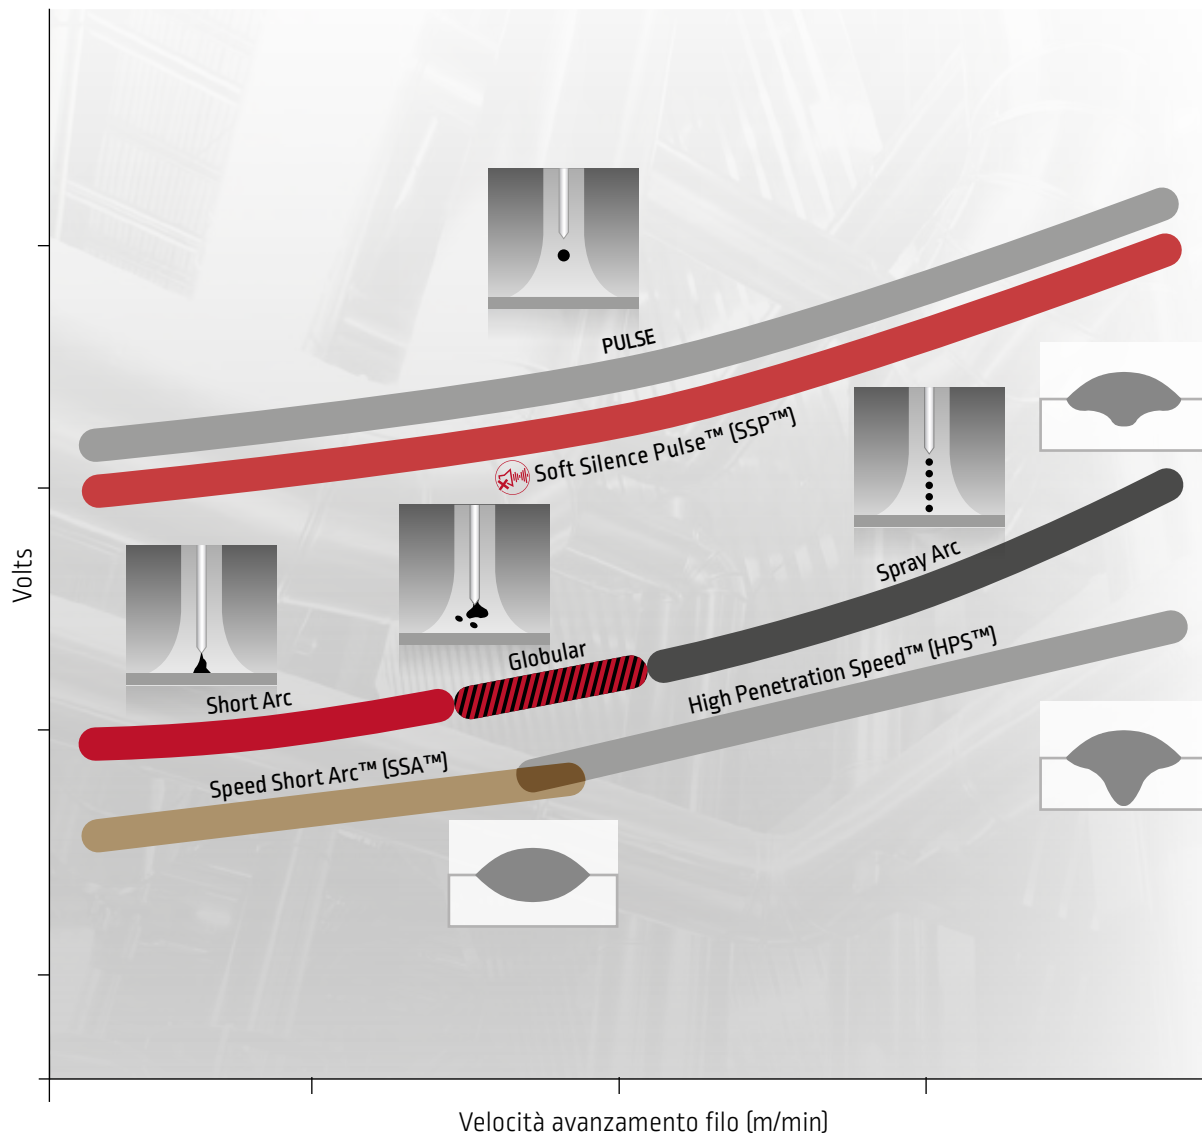 PULSE
Soft Silence Pulse™ (SSP™)
Spray Arc
Globular
High Penetration Speed™ (HPS™)
Short Arc
Speed Short Arc™ (SSA™)
Volts
Velocità avanzamento filo (m/min)